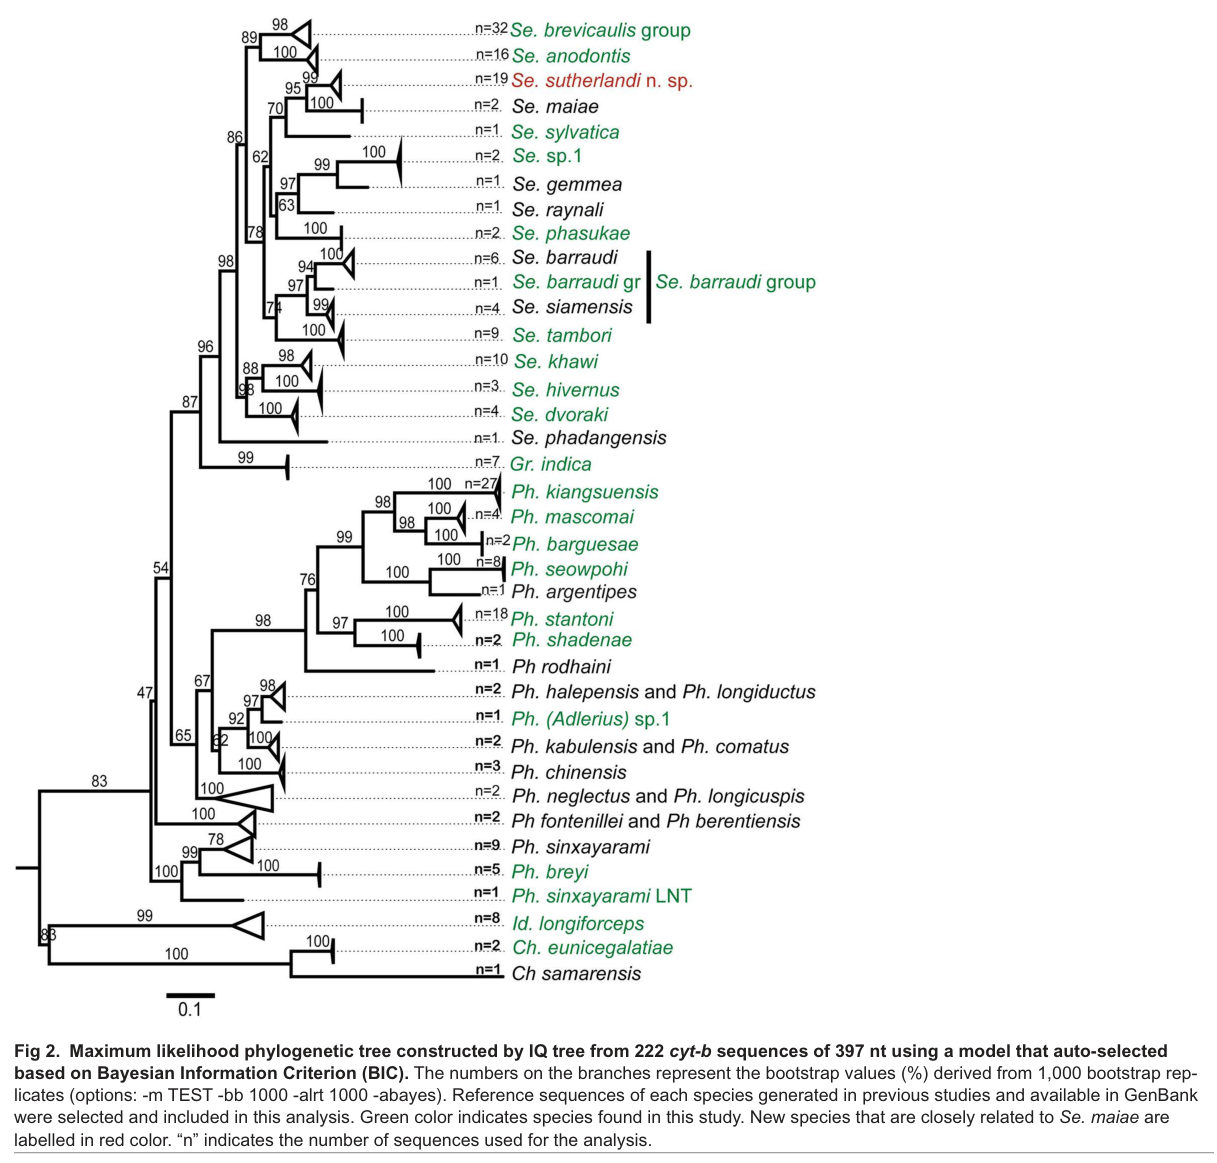 98 n=32 Se. brevicaulis group
89
100 n=16 Se. anodontis
99 n=19 Se. sutherlandi n. sp.
95
100 n=2 Se. maiae
70
n=1 Se. sylvatica
86
100 n=2 Se. sp.1
62
99
n=1 Se. gemmea
97
63 n=1 Se. raynali
100 n=2 Se. phasukae
78
100 n=6 Se. barraudi
94
98 97 n=1 Se. barraudi gr Se. barraudi group
74 99 n=4 Se. siamensis
100 n=9 Se. tambori
96
98 n=10 Se. khawi
88
100 n=3 Se. hivernus
98
87 100 n=4 Se. dvoraki
n=1 Se. phadangensis
99 n=7 Gr. indica
100 n=27 Ph. kiangsuensis
98
100 n=4 Ph. mascomai
98
99 100 n=2 Ph. barguesae
100 n=8 Ph. seowpohi
54 100
76 n=1 Ph. argentipes
100 n=18 Ph. stantoni
98 97
100 n=2 Ph. shadenae
n=1 Ph rodhaini
67
47 98 n=2 Ph. halepensis and Ph. longiductus
97
92 n=1 Ph. (Adlerius) sp.1
65 62 100 n=2 Ph. kabulensis and Ph. comatus
100 n=3 Ph. chinensis
83 100 n=2 Ph. neglectus and Ph. longicuspis
100 n=2 Ph fontenillei and Ph berentiensis
78 n=9 Ph. sinxayarami
99
100 100 n=5 Ph. breyi
n=1 Ph. sinxayarami LNT
99 n=8 Id. longiforceps
83
100 n=2 Ch. eunicegalatiae
100
n=1 Ch samarensis
0.1
Fig 2. Maximum likelihood phylogenetic tree constructed by IQ tree from 222 cyt-b sequences of 397 nt using a model that auto-selected
based on Bayesian Information Criterion (BIC). The numbers on the branches represent the bootstrap values (%) derived from 1,000 bootstrap rep-
licates (options: -m TEST -bb 1000 -alrt 1000 -abayes). Reference sequences of each species generated in previous studies and available in GenBank
were selected and included in this analysis. Green color indicates species found in this study. New species that are closely related to Se. maiae are
labelled in red color. “n” indicates the number of sequences used for the analysis.